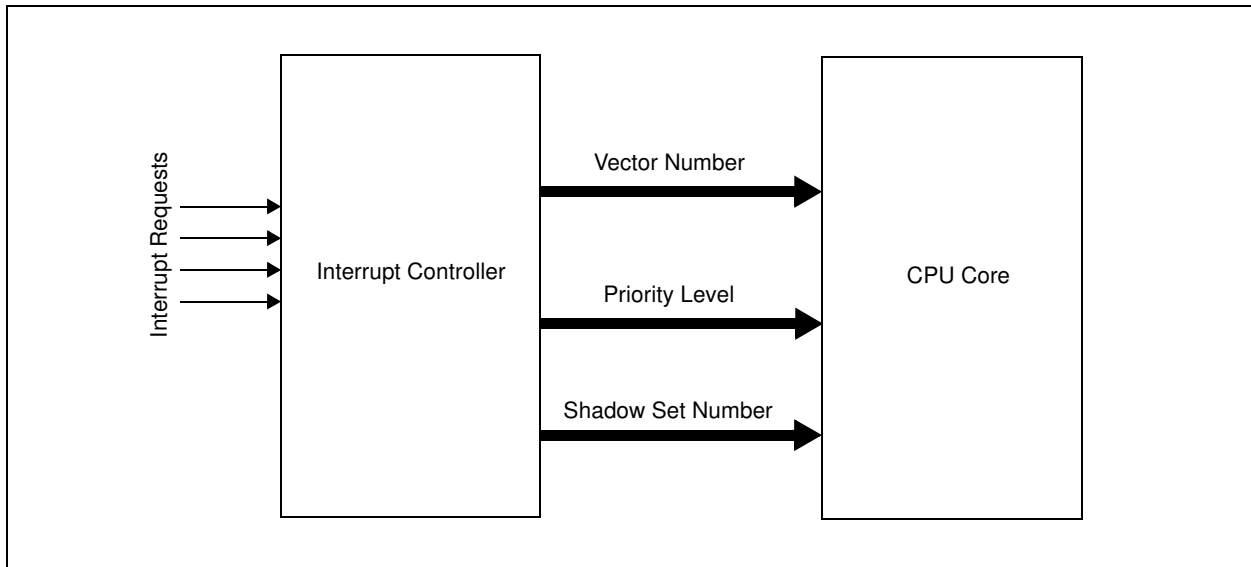 Interrupt Requests
Interrupt Controller
Vector Number
Priority Level
Shadow Set Number
CPU Core